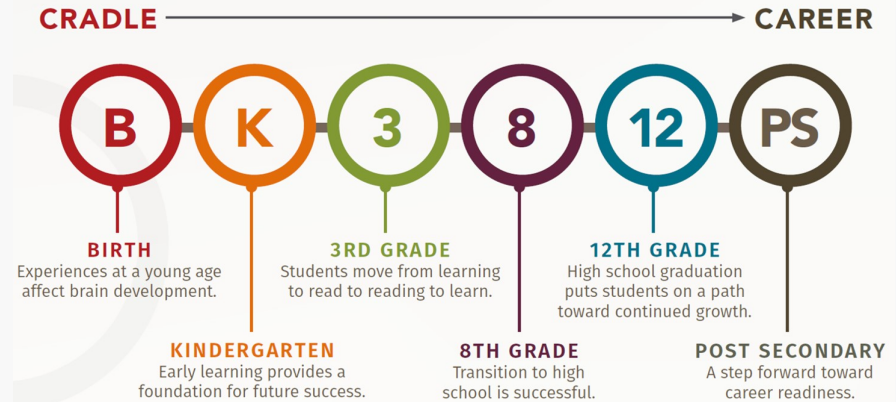 CRADLE
CAREER
B
K
3
8
12
PS
BIRTH
Experiences at a young age
affect brain development.
KINDERGARTEN
Early learning provides a
foundation for future success.
3RD GRADE
Students move from learning
to read to reading to learn.
8TH GRADE
Transition to high
school is successful.
12TH GRADE
High school graduation
puts students on a path
toward continued growth.
POST SECONDARY
A step forward toward
career readiness.